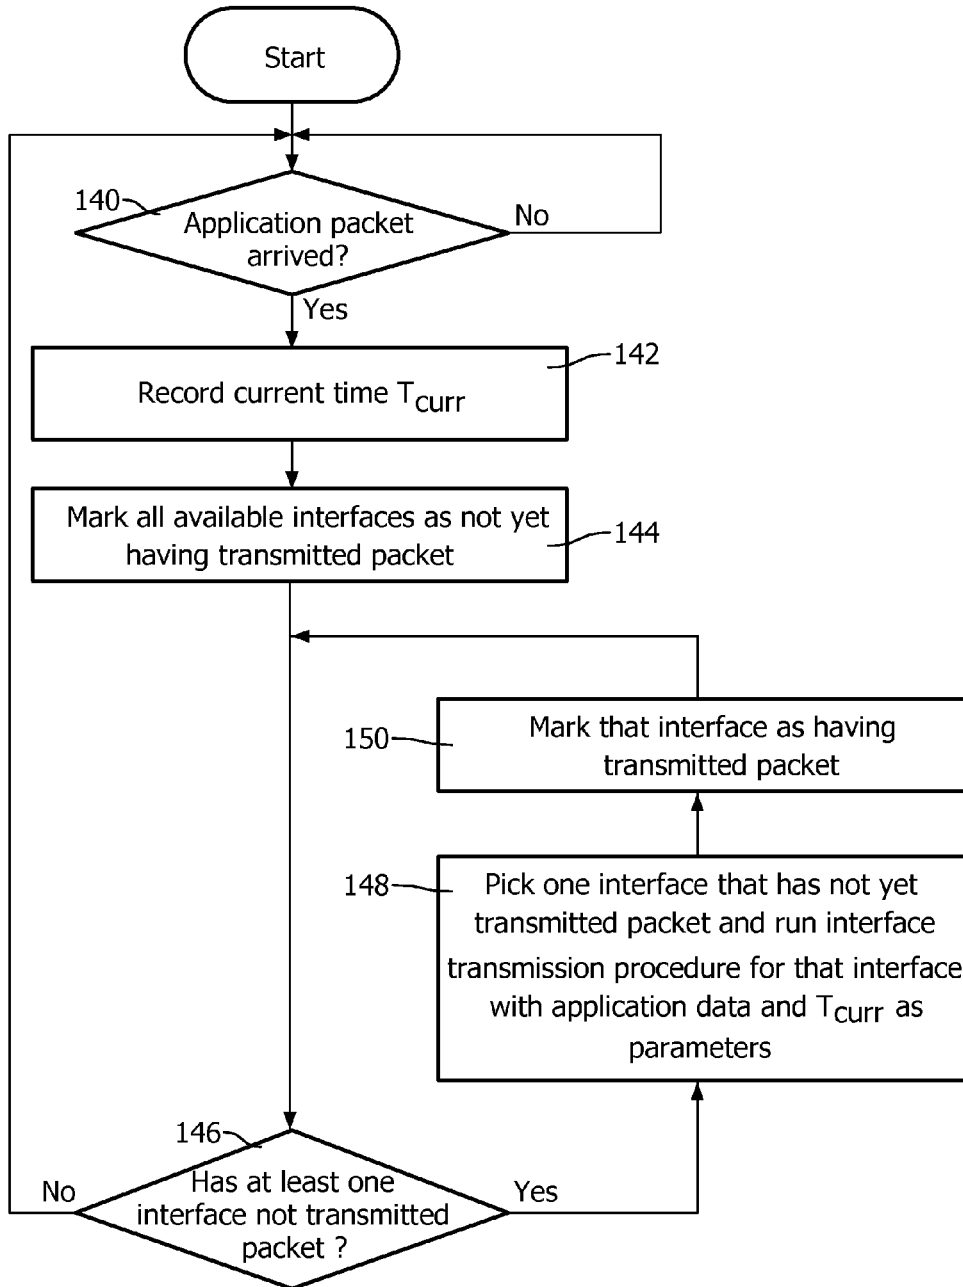 Start
140
Application packet
arrived?
No
Yes
142
Record current time Tcurr
Mark all available interfaces as not yet
having transmitted packet
144
150
Mark that interface as having
transmitted packet
148
Pick one interface that has not yet
transmitted packet and run interface
transmission procedure for that interface
with application data and Tcurr as
parameters
146
No
Has at least one
interface not transmitted
packet ?
Yes